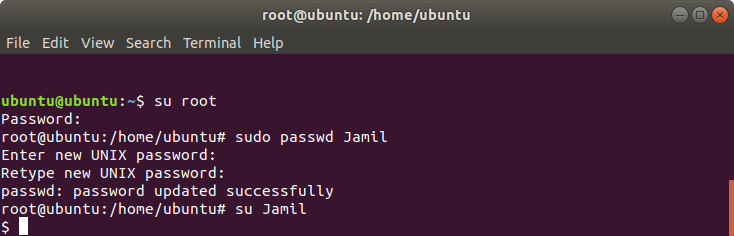 root@ubuntu: /home/ubuntu
File Edit View Search Terminal Help
ubuntu@ubuntu:~$ su root
Password:
root@ubuntu:/home/ubuntu# sudo passwd Jamil
Enter new UNIX password:
Retype new UNIX password:
passwd: password updated successfully
root@ubuntu:/home/ubuntu# su Jamil
$